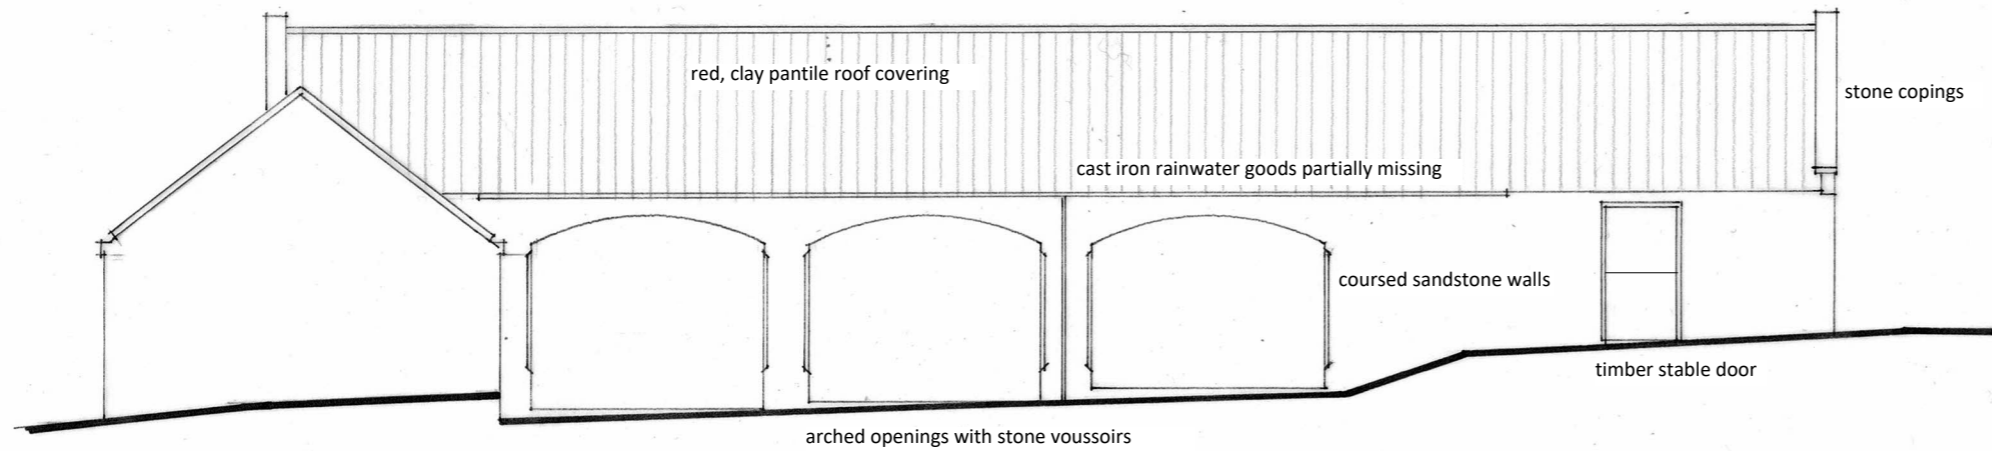 red, clay pantile roof covering
stone copings
cast iron rainwater goods partially missing
coursed sandstone walls
timber stable door
arched openings with stone voussoirs